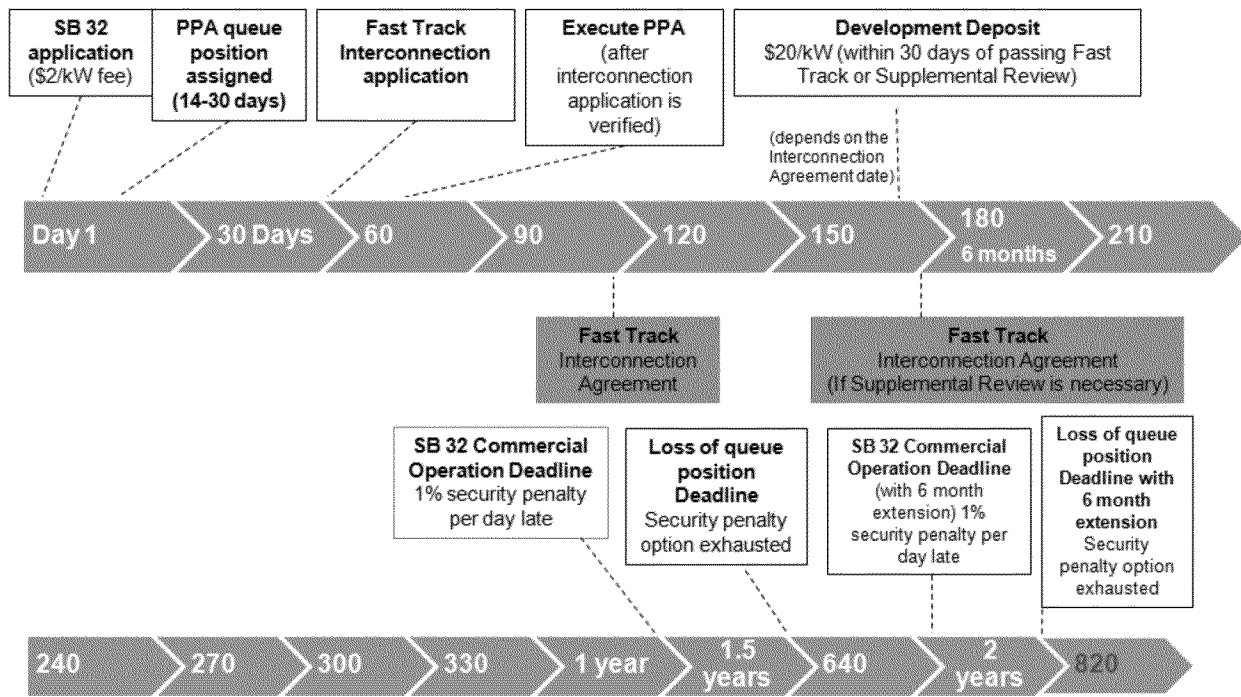 SB 32
application
($2/kW fee)
PPA queue
position
assigned
(14-30 days)
Fast Track
Interconnection
application
Execute PPA
(after
interconnection
application is
verified)
Development Deposit
$20/kW (within 30 days of passing Fast
Track or Supplemental Review)
(depends on the
Interconnection
Agreement date)
Day 1
30 Days
60
90
120
150
180
6 months
210
Fast Track
Interconnection
Agreement
Fast Track
Interconnection Agreement
(If Supplemental Review is necessary)
SB 32 Commercial
Operation Deadline
1% security penalty
per day late
Loss of queue
position
Deadline
Security penalty
option exhausted
SB 32 Commercial
Operation Deadline
(with 6 month
extension) 1%
security penalty per
day late
Loss of queue
position
Deadline with
6 month
extension
Security
penalty option
exhausted
240
270
300
330
1 year
1.5
years
640
2
years
820